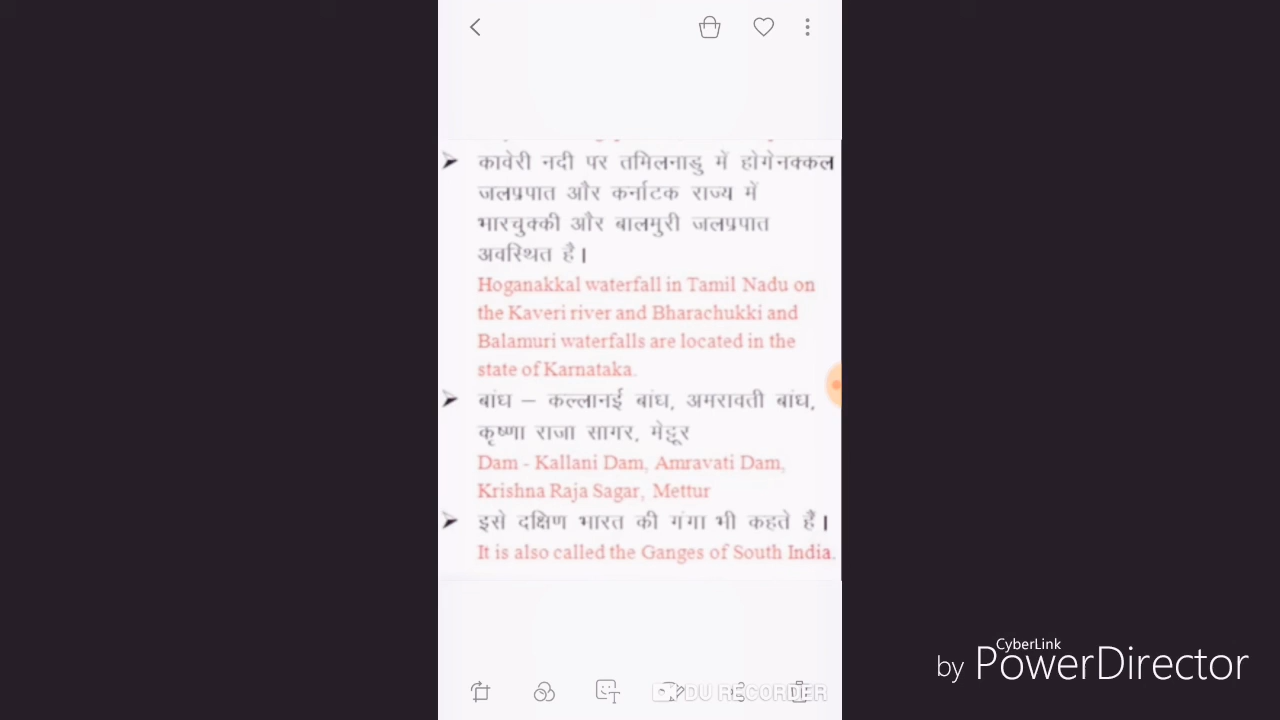 ➤ कावेरी नदी पर तमिलनाडु में होगेनक्कल
जलप्रपात और कर्नाटक राज्य में
भारचुक्की और बालमुरी जलप्रपात
अवस्थित है।
Hoganakkal waterfall in Tamil Nadu on
the Kaveri river and Bharachukki and
Balamuri waterfalls are located in the
state of Karnataka.
➤ बांध – कल्लानई बांध, अमरावती बांध,
कृष्णा राजा सागर, मेट्टूर
Dam - Kallani Dam, Amravati Dam,
Krishna Raja Sagar, Mettur
➤ इसे दक्षिण भारत की गंगा भी कहते हैं।
It is also called the Ganges of South India.
CyberLink
by PowerDirector
DU RECORDER